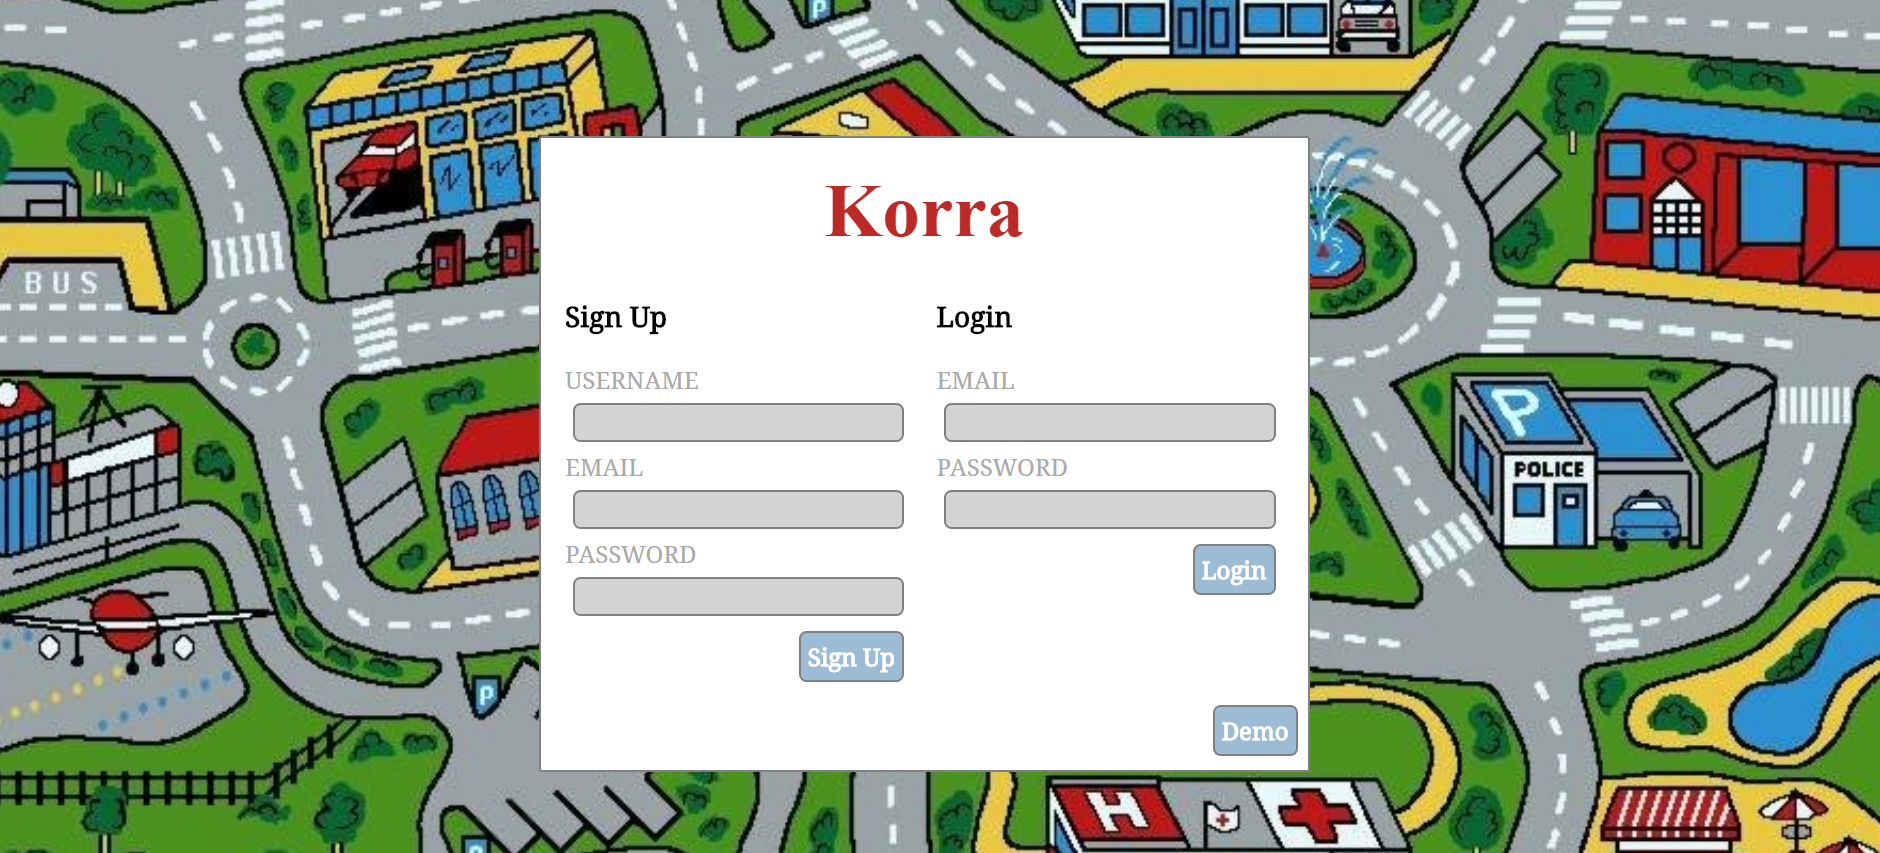 P
BUS
Korra
Sign Up
USERNAME
EMAIL
PASSWORD
Sign Up
Login
EMAIL
PASSWORD
Login
Demo
P
POLICE
P
H